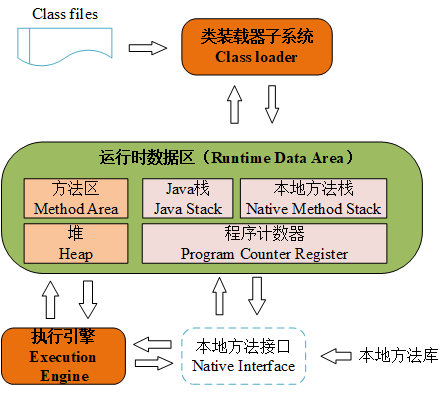 Class files
类装载器子系统
Class loader
运行时数据区（Runtime Data Area）
方法区
Method Area
Java栈
Java Stack
本地方法栈
Native Method Stack
堆
Heap
程序计数器
Program Counter Register
执行引擎
Execution
Engine
本地方法接口
Native Interface
本地方法库